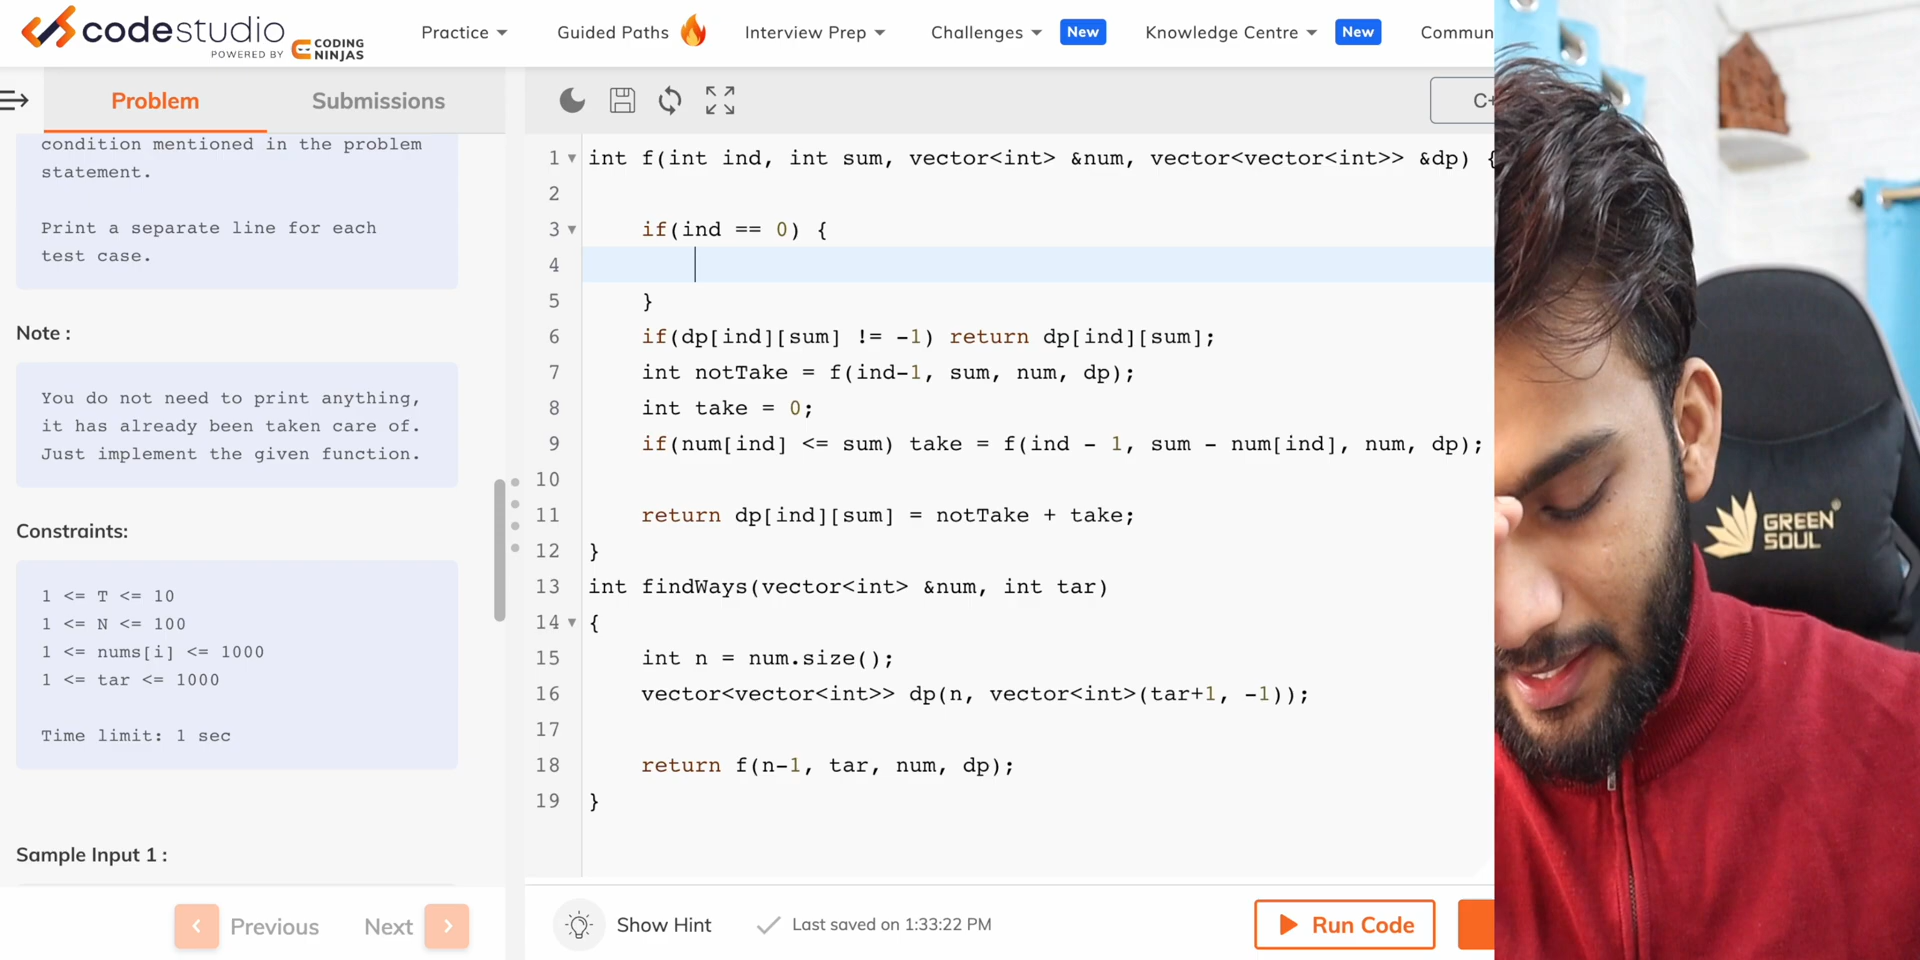 codestudio
POWERED BY CODING NINJAS
Practice
Guided Paths
Interview Prep
Challenges
New
Knowledge Centre
New
Commun
Problem
Submissions
condition mentioned in the problem
statement.
Print a separate line for each
test case.
Note :
You do not need to print anything,
it has already been taken care of.
Just implement the given function.
Constraints:
1 <= T <= 10
1 <= N <= 100
1 <= nums[i] <= 1000
1 <= tar <= 1000
Time limit: 1 sec
Sample Input 1 :
Previous
Next
C+
1 int f(int ind, int sum, vector<int> &num, vector<vector<int>> &dp) {
2
3 if(ind == 0) {
4
5 }
6 if(dp[ind][sum] != -1) return dp[ind][sum];
7 int notTake = f(ind-1, sum, num, dp);
8 int take = 0;
9 if(num[ind] <= sum) take = f(ind - 1, sum - num[ind], num, dp);
10
11 return dp[ind][sum] = notTake + take;
12 }
13 int findWays(vector<int> &num, int tar)
14 {
15 int n = num.size();
16 vector<vector<int>> dp(n, vector<int>(tar+1, -1));
17
18 return f(n-1, tar, num, dp);
19 }
Show Hint
Last saved on 1:33:22 PM
Run Code
GREEN
SOUL